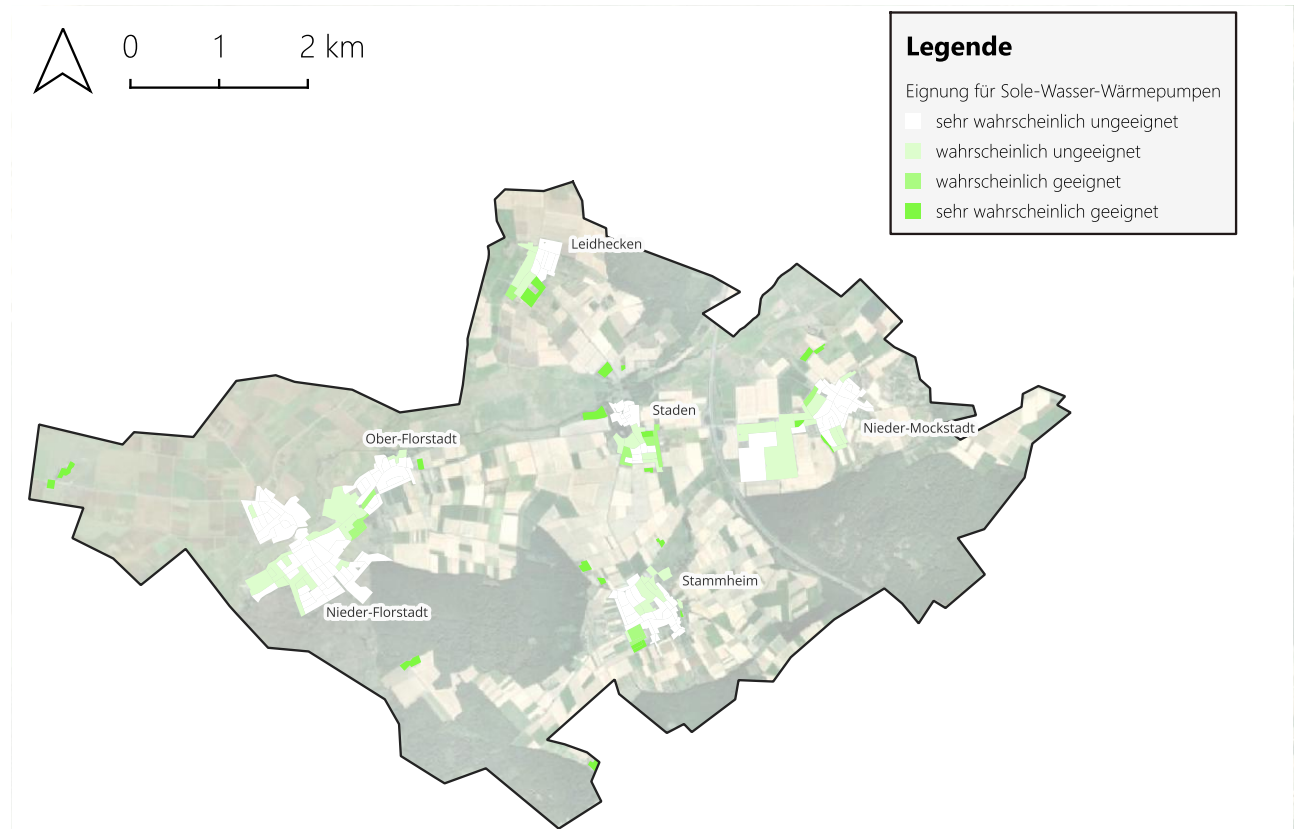 0 1 2 km
Legende
Eignung für Sole-Wasser-Wärmepumpen
sehr wahrscheinlich ungeeignet
wahrscheinlich ungeeignet
wahrscheinlich geeignet
sehr wahrscheinlich geeignet
Leidhecken
Staden
Nieder-Mockstadt
Ober-Florstadt
Stammheim
Nieder-Florstadt